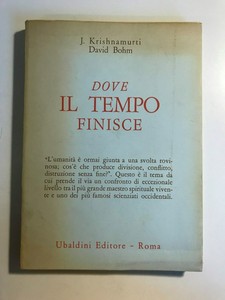 J. Krishnamurti
David Bohm
DOVE
IL TEMPO
FINISCE
"L'umanità è ormai giunta a una svolta rovi-
nosa; cos'è che produce divisione, conflitto,
distruzione senza fine?". Questo è il tema da
cui prende il via un confronto di eccezionale
livello tra il più grande maestro spirituale viven-
te e uno dei più famosi scienziati occidentali.
Ubaldini Editore - Roma